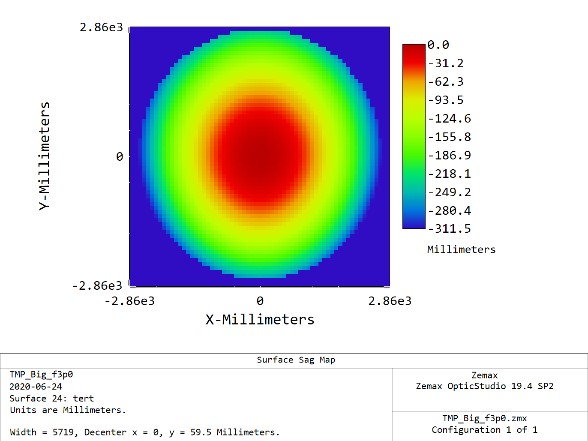 2.86e3
0
-2.86e3
Y-Millimeters
-2.86e3 0 2.86e3
X-Millimeters
0.0
-31.2
-62.3
-93.5
-124.6
-155.8
-186.9
-218.1
-249.2
-280.4
-311.5
Millimeters
Surface Sag Map
TMP_Big_f3p0
2020-06-24
Surface 24: tert
Units are Millimeters.
Width = 5719, Decenter x = 0, y = 59.5 Millimeters.
Zemax
Zemax OpticStudio 19.4 SP2
TMP_Big_f3p0.zmx
Configuration 1 of 1